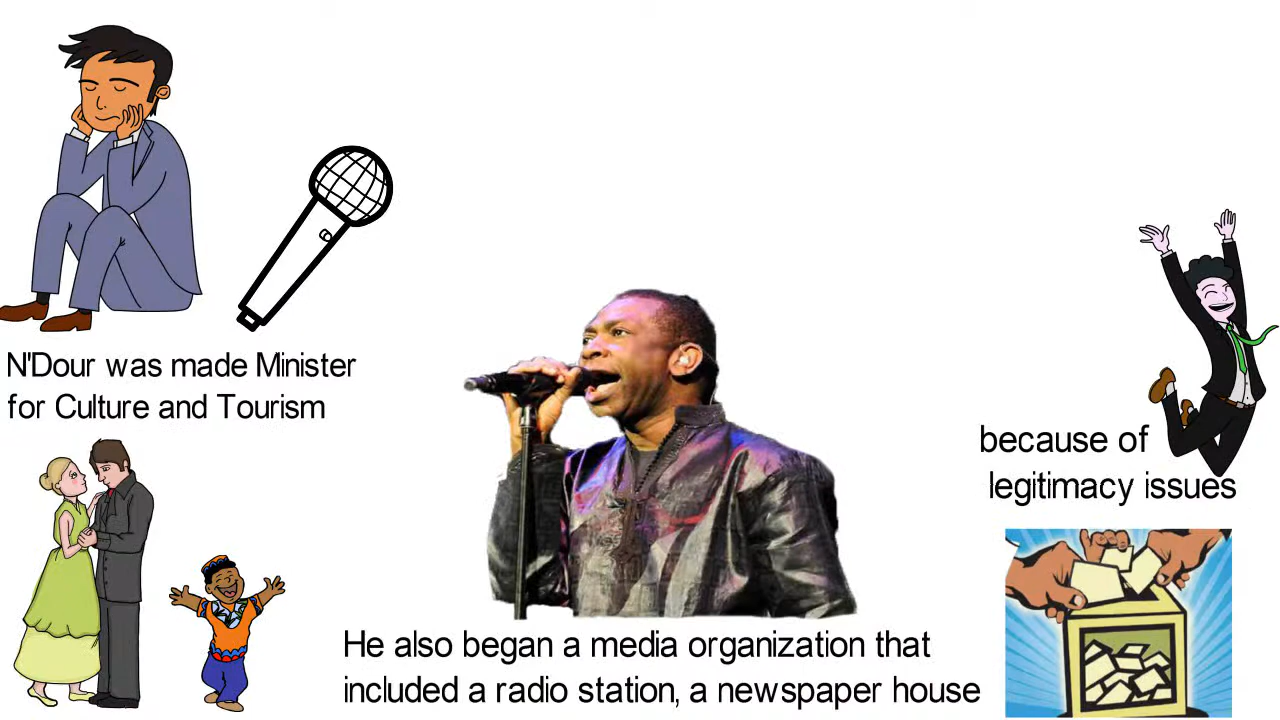 N'Dour was made Minister
for Culture and Tourism
because of
legitimacy issues
He also began a media organization that
included a radio station, a newspaper house